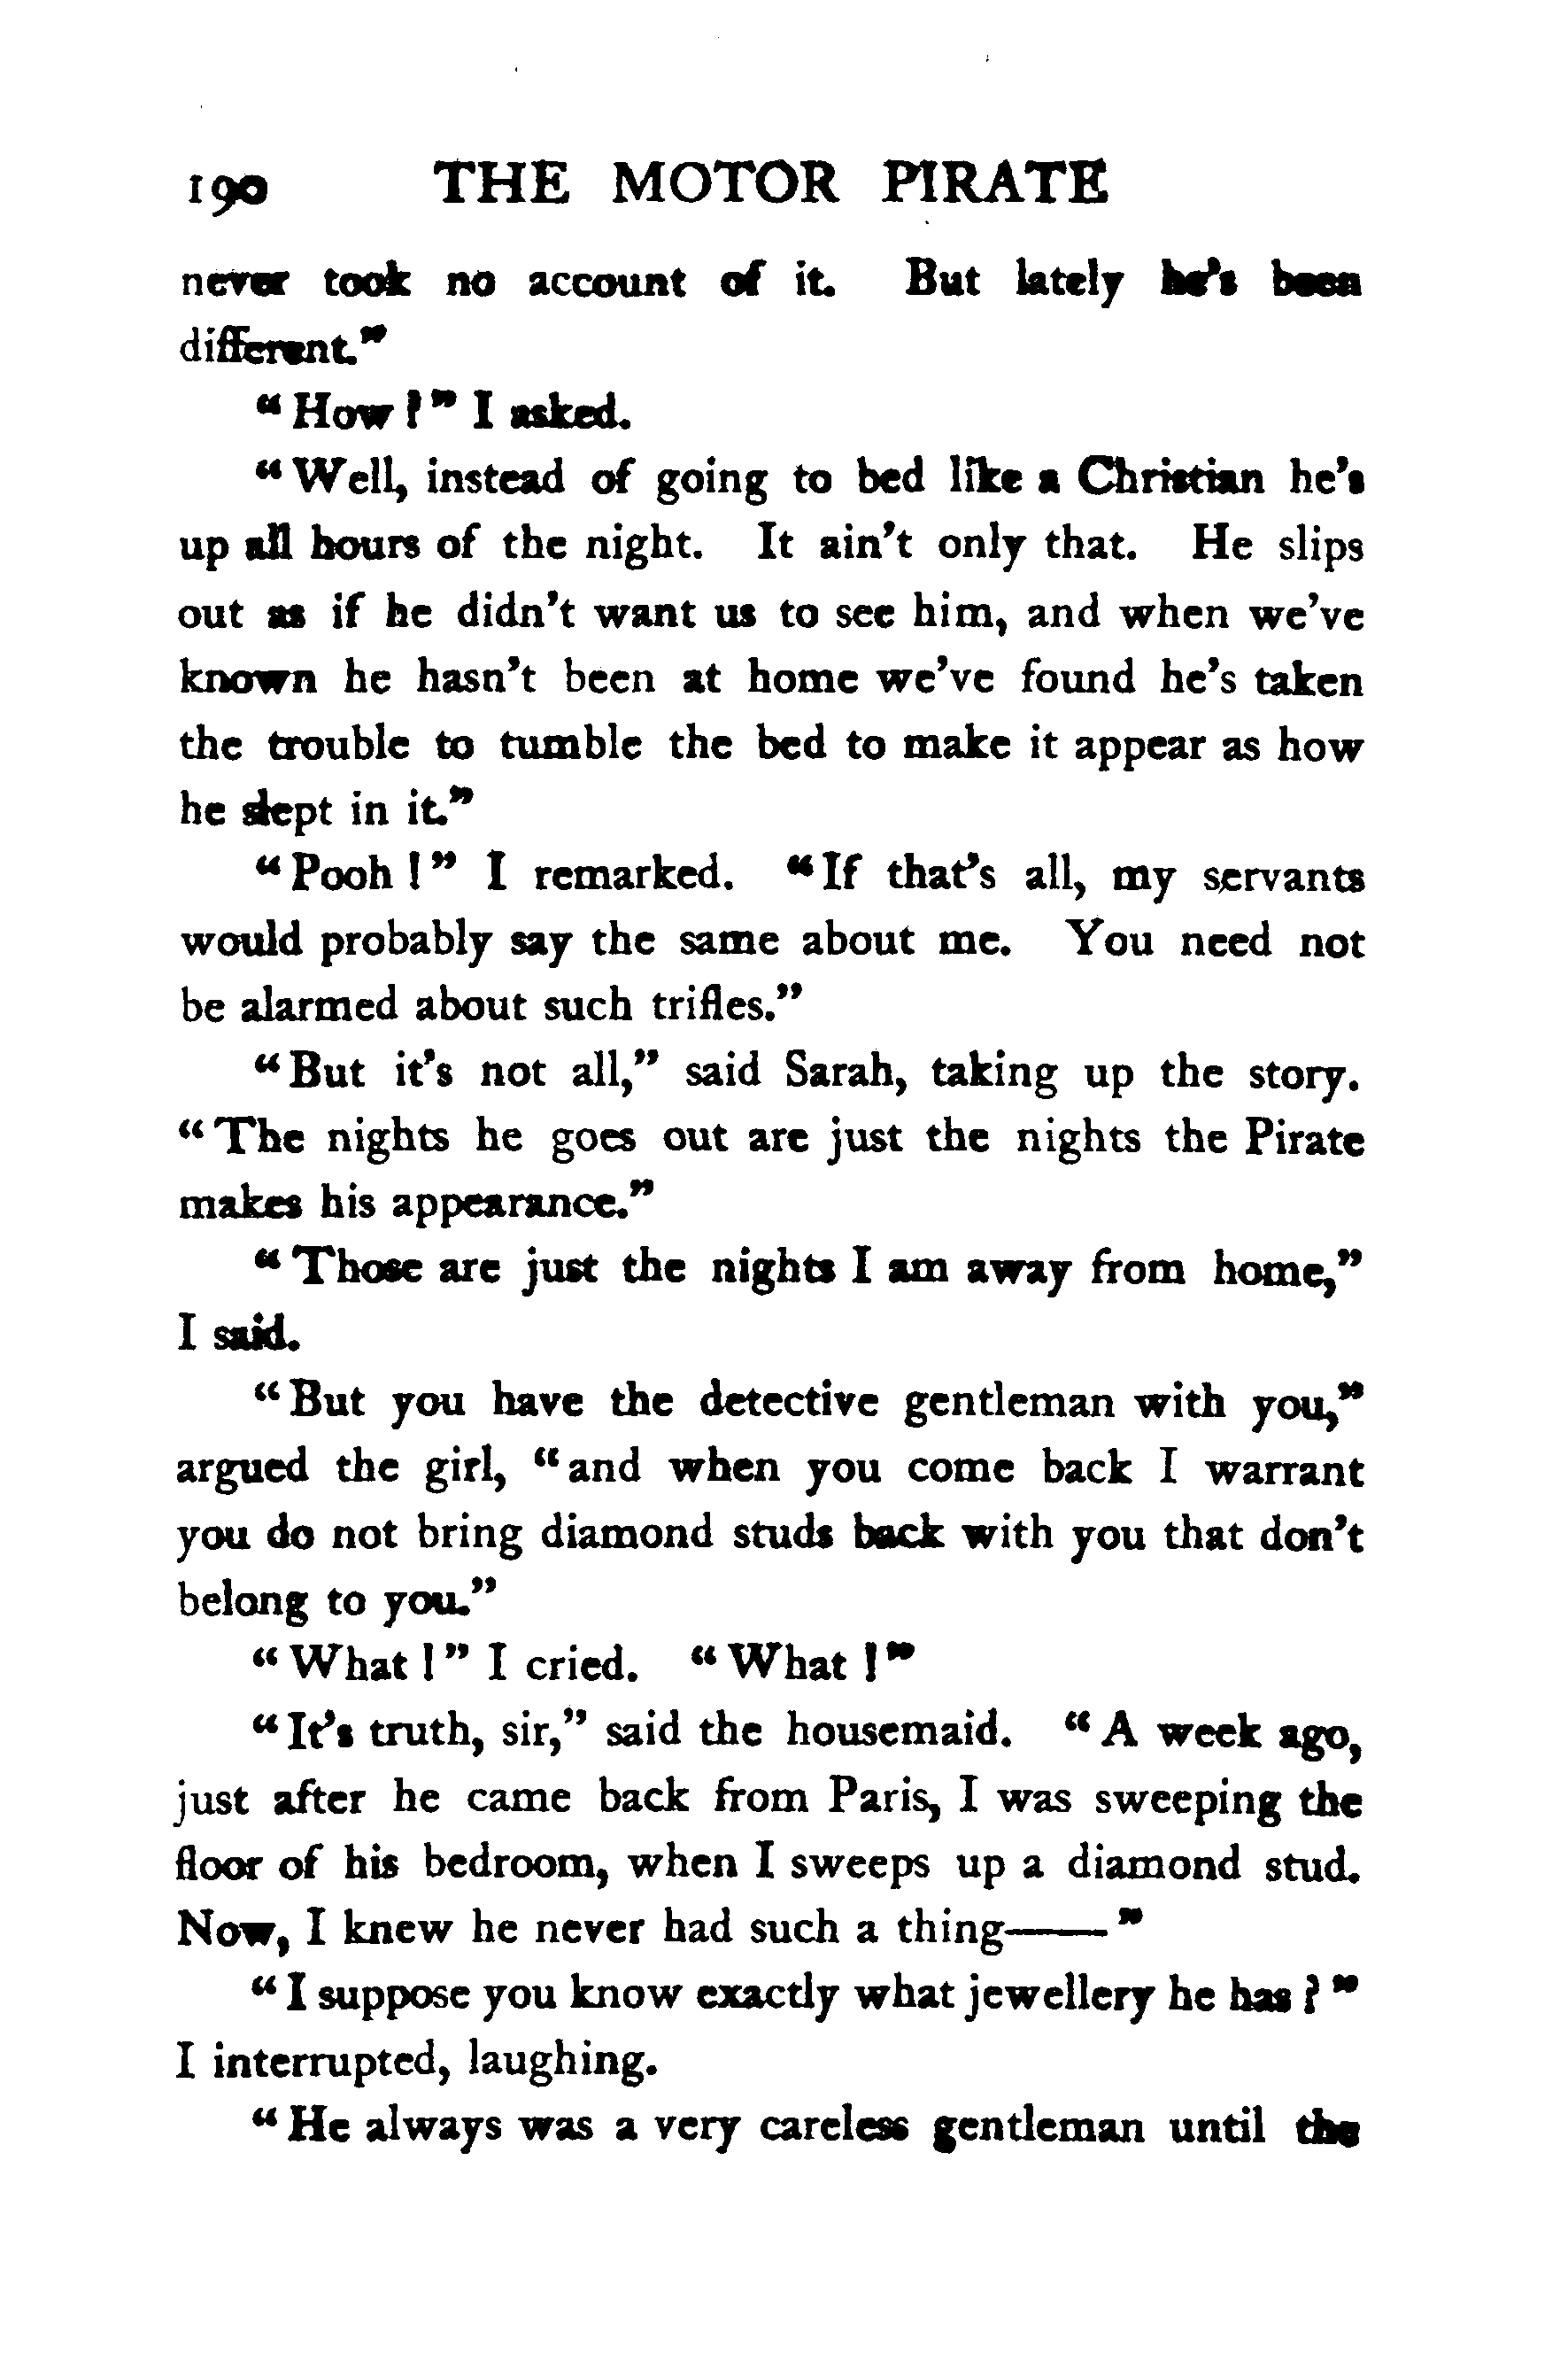 190 THE MOTOR PIRATE
never took no account of it. But lately he's been
different."
"How?" I asked.
"Well, instead of going to bed like a Christian he's
up all hours of the night. It ain't only that. He slips
out as if he didn't want us to see him, and when we've
known he hasn't been at home we've found he's taken
the trouble to tumble the bed to make it appear as how
he slept in it."
"Pooh!" I remarked. "If that's all, my servants
would probably say the same about me. You need not
be alarmed about such trifles."
"But it's not all," said Sarah, taking up the story.
"The nights he goes out are just the nights the Pirate
makes his appearance."
"Those are just the nights I am away from home,"
I said.
"But you have the detective gentleman with you,"
argued the girl, "and when you come back I warrant
you do not bring diamond studs back with you that don't
belong to you."
"What!" I cried. "What!"
"It's truth, sir," said the housemaid. "A week ago,
just after he came back from Paris, I was sweeping the
floor of his bedroom, when I sweeps up a diamond stud.
Now, I knew he never had such a thing——"
"I suppose you know exactly what jewellery he has?"
I interrupted, laughing.
"He always was a very careless gentleman until the